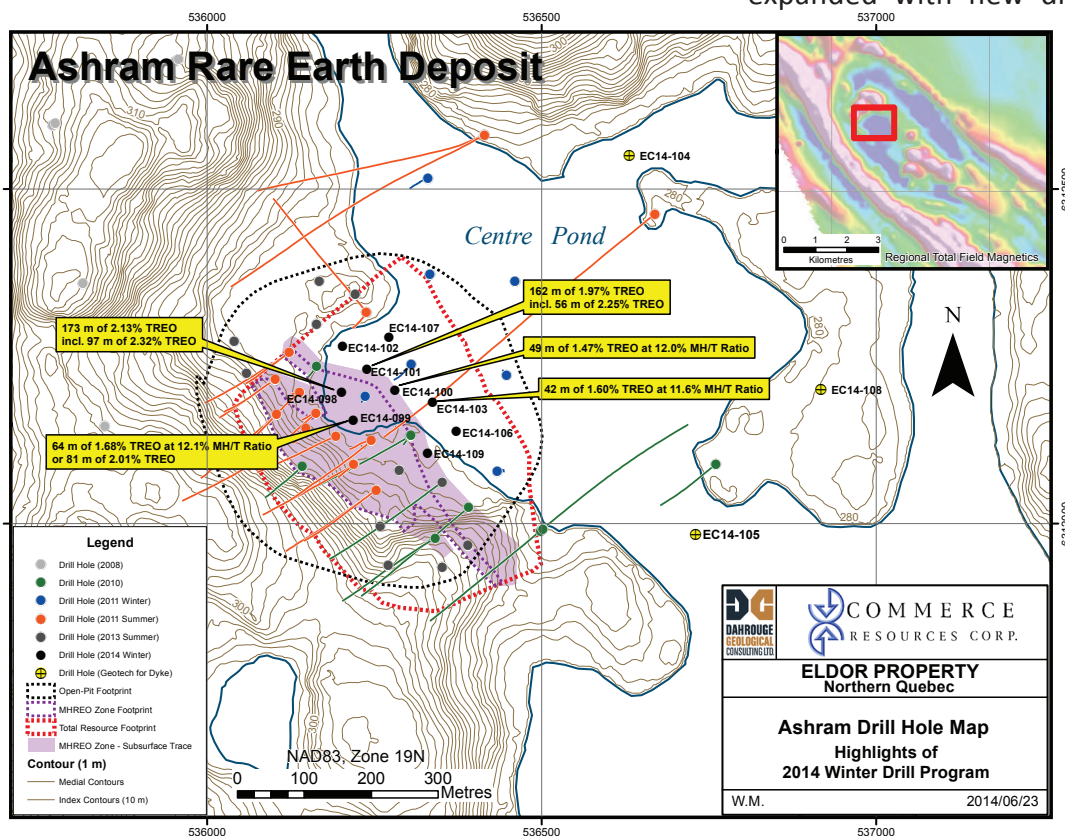 expanded with new
536000
536500
537000
Ashram Rare Earth Deposit
310
290
300
280
EC14-104
280
Centre Pond
0 1 2 3
Kilometres
Regional Total Field Magnetics
162 m of 1.97% TREO
incl. 56 m of 2.25% TREO
173 m of 2.13% TREO
incl. 97 m of 2.32% TREO
EC14-107
EC14-102
49 m of 1.47% TREO at 12.0% MH/T Ratio
EC14-101
280
N
EC14-100
42 m of 1.60% TREO at 11.6% MH/T Ratio
EC14-108
EC14-098
EC14-103
EC14-099
EC14-106
64 m of 1.68% TREO at 12.1% MH/T Ratio
or 81 m of 2.01% TREO
EC14-109
280
EC14-105
Legend
Drill Hole (2008)
Drill Hole (2010)
Drill Hole (2011 Winter)
Drill Hole (2011 Summer)
Drill Hole (2013 Summer)
Drill Hole (2014 Winter)
Drill Hole (Geotech for Dyke)
Open-Pit Footprint
MHREO Zone Footprint
Total Resource Footprint
MHREO Zone - Subsurface Trace
Contour (1 m)
Medial Contours
Index Contours (10 m)
300
300
NAD83, Zone 19N
0 100 200 300
Metres
DAHROUGE
GEOLOGICAL
CONSULTING LTD.
COMMERCE
RESOURCES CORP.
ELDOR PROPERTY
Northern Quebec
Ashram Drill Hole Map
Highlights of
2014 Winter Drill Program
W.M.
2014/06/23
536000
536500
537000